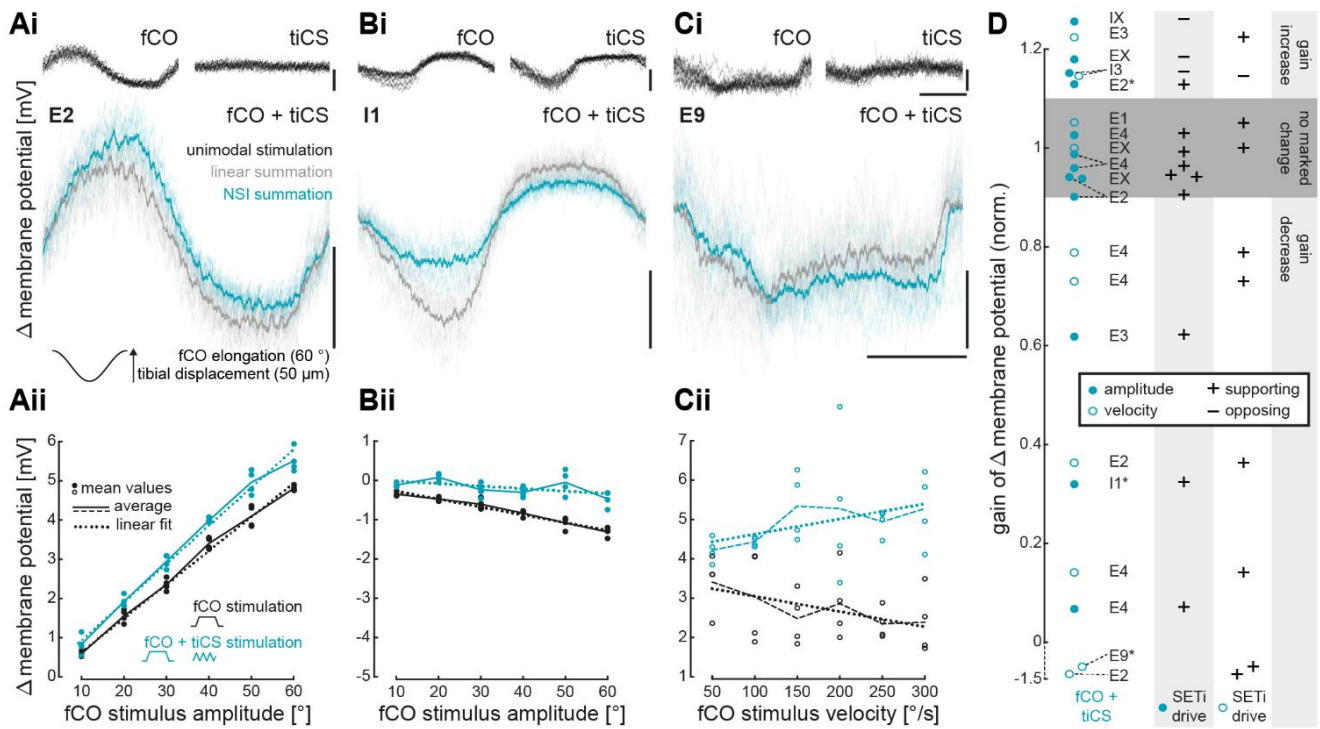 Ai
fCO
tiCS
E2
fCO + tiCS
unimodal stimulation
linear summation
NSI summation
Δ membrane potential [mV]
fCO elongation (60 °)
tibial displacement (50 µm)
Bi
fCO
tiCS
I1
fCO + tiCS
Ci
fCO
tiCS
E9
fCO + tiCS
Aii
Δ membrane potential [mV]
6
5
4
3
2
1
0
mean values
average
linear fit
fCO stimulation
fCO + tiCS stimulation
10 20 30 40 50 60
fCO stimulus amplitude [°]
Bii
1
0
-1
-2
-3
-4
-5
10 20 30 40 50 60
fCO stimulus amplitude [°]
Cii
7
6
5
4
3
2
1
50 100 150 200 250 300
fCO stimulus velocity [°/s]
D
gain of Δ membrane potential (norm.)
1.2
1
0.8
0.6
0.4
0.2
0
-1.5
IX −
E3 +
EX −
I3 − −
E2* +
E1 +
E4 +
EX +
E4 + +
EX + +
E2 +
E4 +
E4 +
E3 +
amplitude + supporting
velocity − opposing
E2 +
I1* +
E4 +
E4 +
E9* +
E2 +
gain increase
no marked change
gain decrease
fCO +
tiCS
SETi
drive
SETi
drive